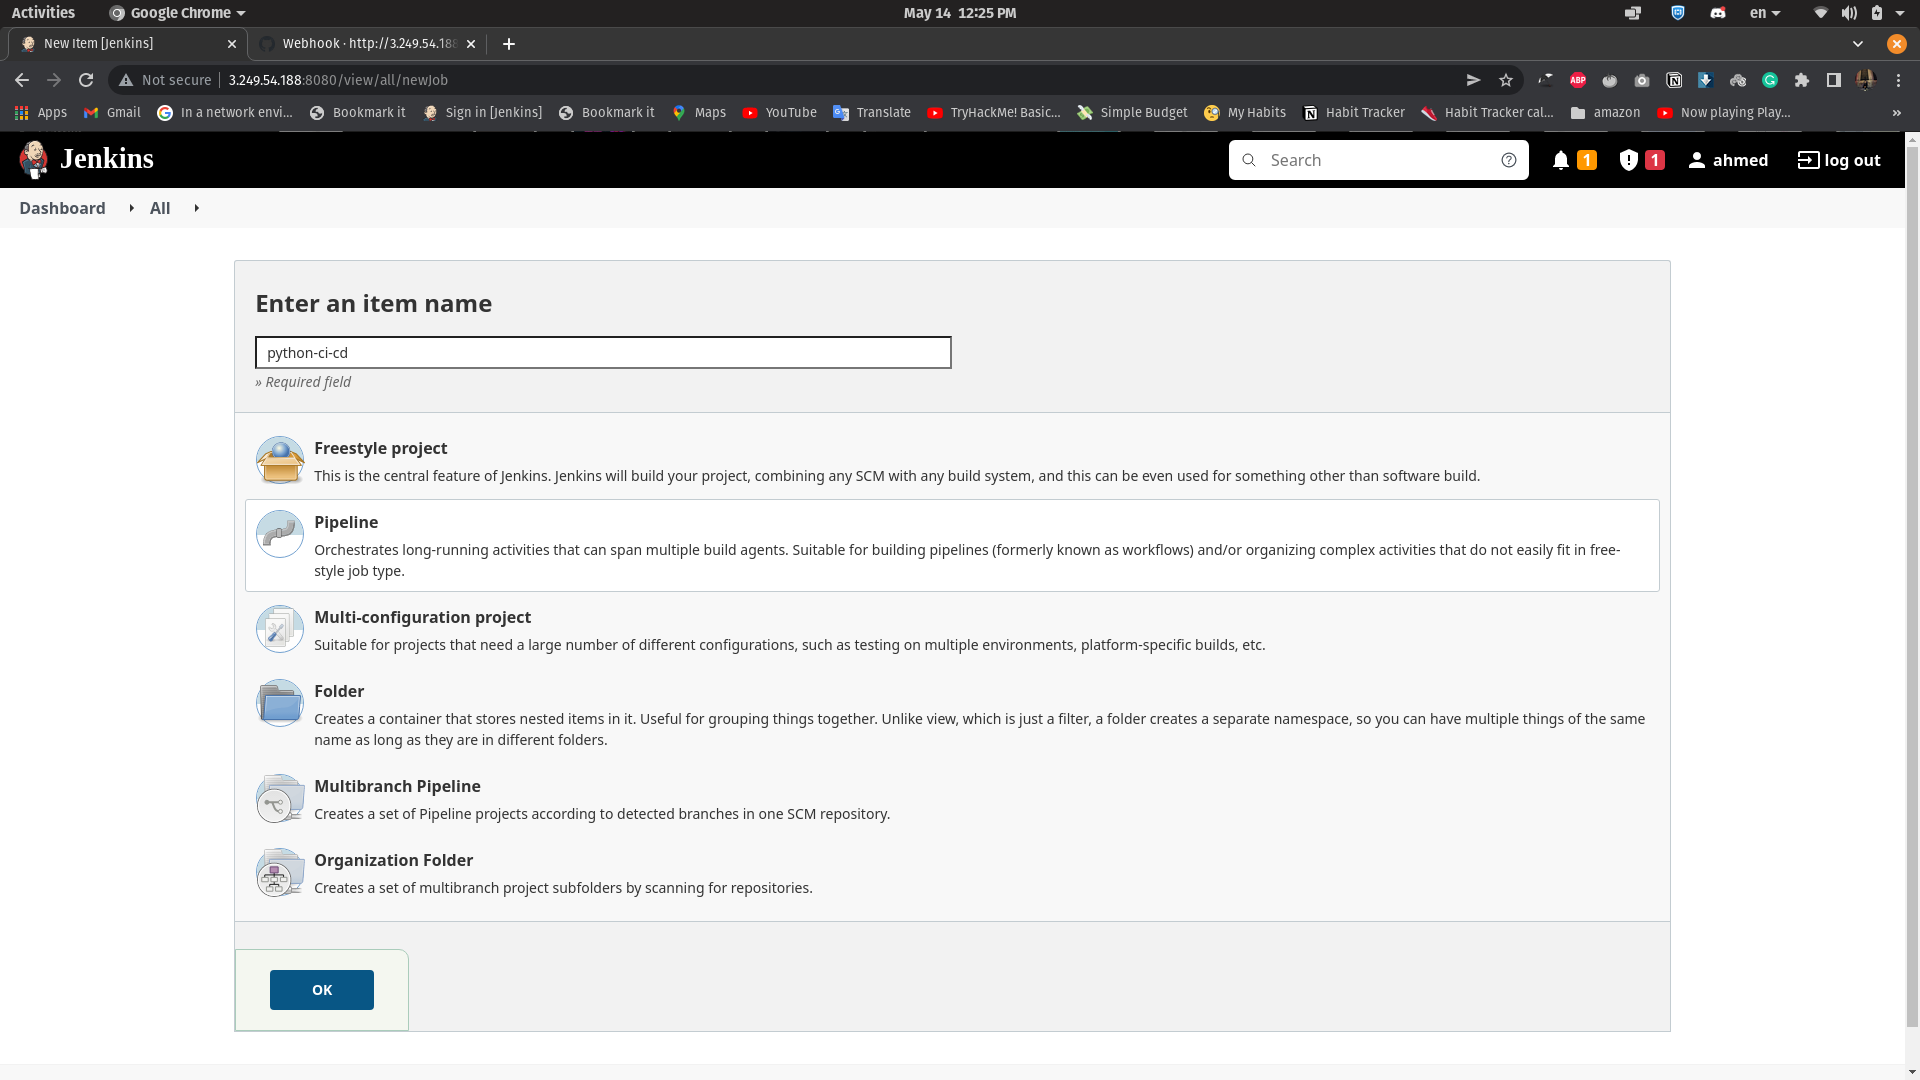 Activities Google Chrome May 14 12:25 PM en
New Item [Jenkins] Webhook · http://3.249.54.188
Not secure 3.249.54.188:8080/view/all/newJob ABP
Apps Gmail In a network envi... Bookmark it Sign in [Jenkins] Bookmark it Maps YouTube Translate TryHackMe! Basic... Simple Budget My Habits Habit Tracker Habit Tracker cal... amazon Now playing Play... »
Jenkins Search 1 1 ahmed log out
Dashboard All
Enter an item name
python-ci-cd
» Required field
Freestyle project
This is the central feature of Jenkins. Jenkins will build your project, combining any SCM with any build system, and this can be even used for something other than software build.
Pipeline
Orchestrates long-running activities that can span multiple build agents. Suitable for building pipelines (formerly known as workflows) and/or organizing complex activities that do not easily fit in free-
style job type.
Multi-configuration project
Suitable for projects that need a large number of different configurations, such as testing on multiple environments, platform-specific builds, etc.
Folder
Creates a container that stores nested items in it. Useful for grouping things together. Unlike view, which is just a filter, a folder creates a separate namespace, so you can have multiple things of the same
name as long as they are in different folders.
Multibranch Pipeline
Creates a set of Pipeline projects according to detected branches in one SCM repository.
Organization Folder
Creates a set of multibranch project subfolders by scanning for repositories.
OK